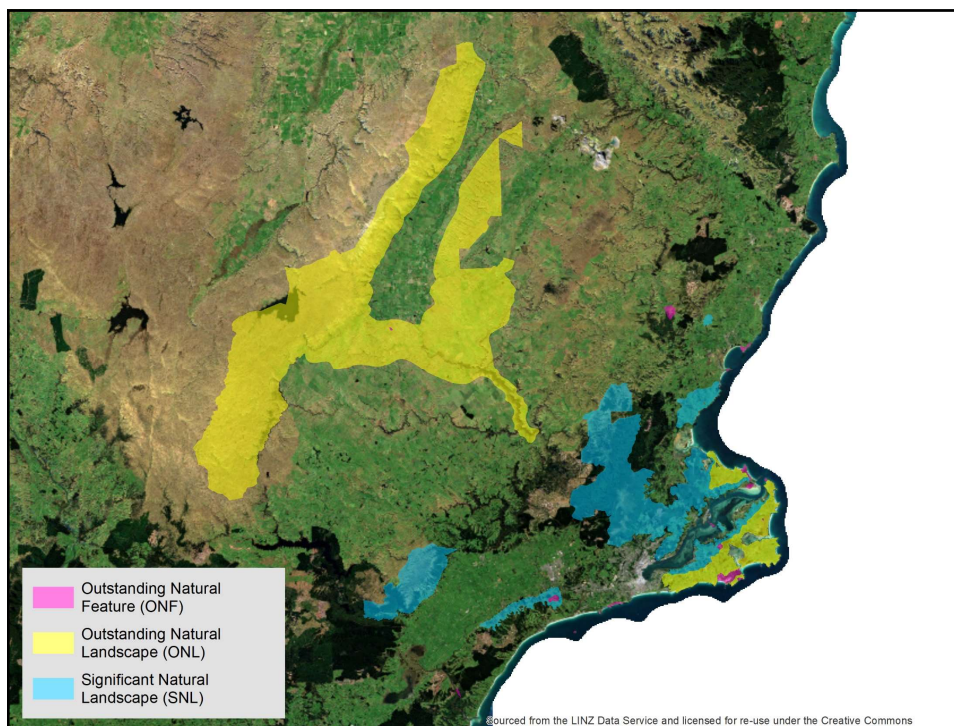 Outstanding Natural
Feature (ONF)
Outstanding Natural
Landscape (ONL)
Significant Natural
Landscape (SNL)
Sourced from the LINZ Data Service and licensed for re-use under the Creative Commons